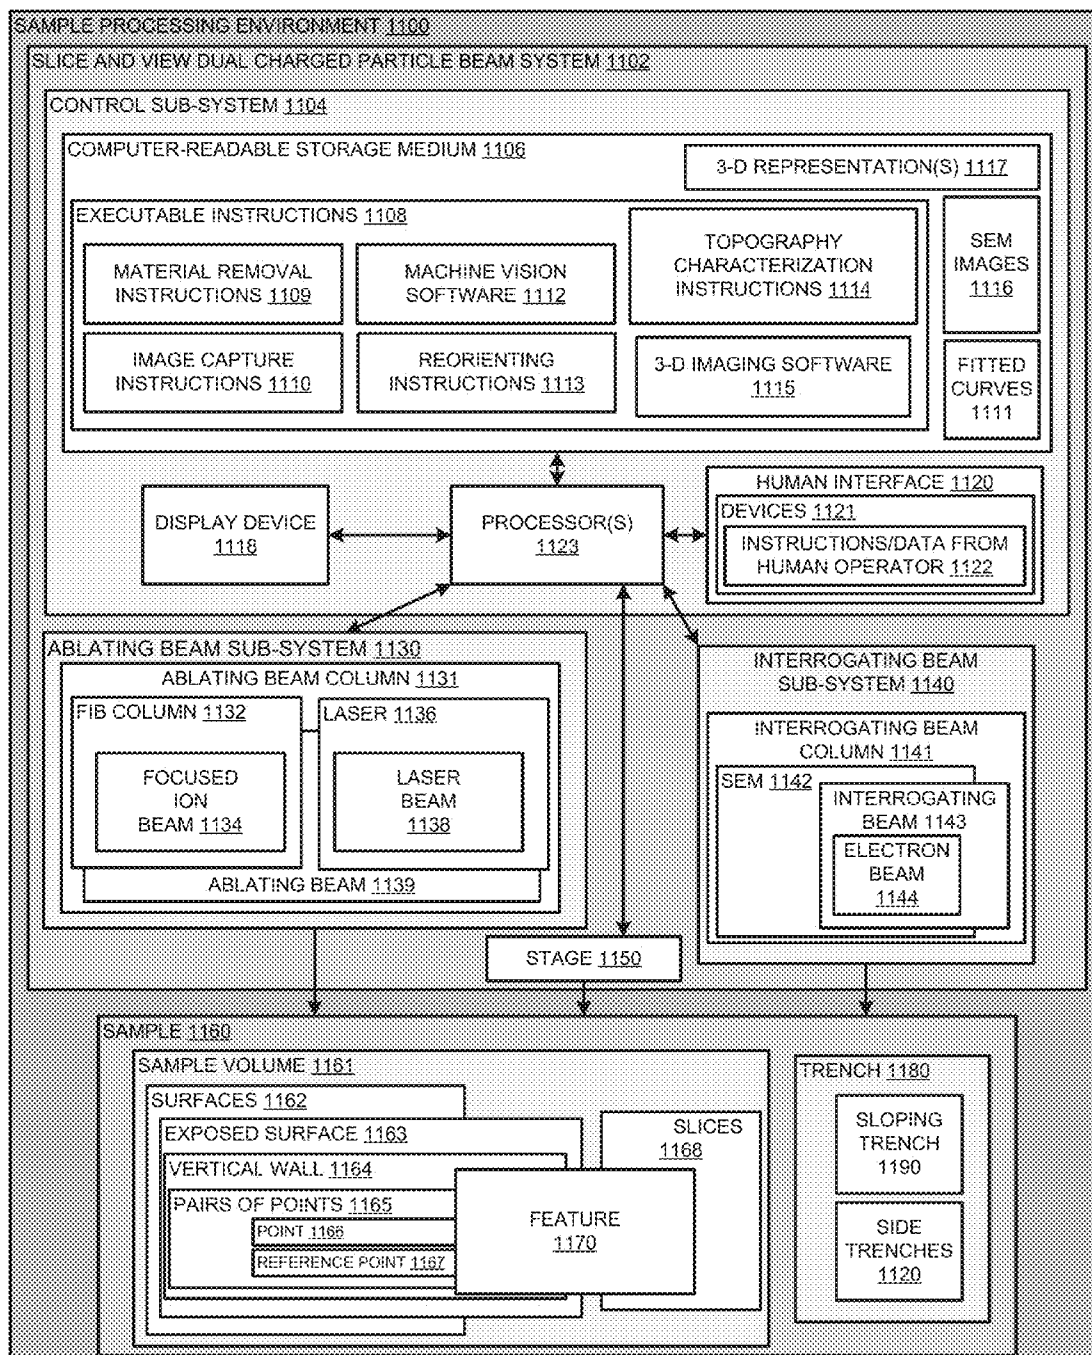 SAMPLE PROCESSING ENVIRONMENT 1100
SLICE AND VIEW DUAL CHARGED PARTICLE BEAM SYSTEM 1102
CONTROL SUB-SYSTEM 1104
COMPUTER-READABLE STORAGE MEDIUM 1106
3-D REPRESENTATION(S) 1117
EXECUTABLE INSTRUCTIONS 1108
MATERIAL REMOVAL
INSTRUCTIONS 1109
MACHINE VISION
SOFTWARE 1112
TOPOGRAPHY
CHARACTERIZATION
INSTRUCTIONS 1114
SEM
IMAGES
1116
IMAGE CAPTURE
INSTRUCTIONS 1110
REORIENTING
INSTRUCTIONS 1113
3-D IMAGING SOFTWARE
1115
FITTED
CURVES
1111
DISPLAY DEVICE
1118
PROCESSOR(S)
1123
HUMAN INTERFACE 1120
DEVICES 1121
INSTRUCTIONS/DATA FROM
HUMAN OPERATOR 1122
ABLATING BEAM SUB-SYSTEM 1130
ABLATING BEAM COLUMN 1131
FIB COLUMN 1132
FOCUSED
ION
BEAM 1134
LASER 1136
LASER
BEAM
1138
ABLATING BEAM 1139
INTERROGATING BEAM
SUB-SYSTEM 1140
INTERROGATING BEAM
COLUMN 1141
SEM 1142
INTERROGATING
BEAM 1143
ELECTRON
BEAM
1144
STAGE 1150
SAMPLE 1160
SAMPLE VOLUME 1161
SURFACES 1162
EXPOSED SURFACE 1163
VERTICAL WALL 1164
PAIRS OF POINTS 1165
POINT 1166
REFERENCE POINT 1167
FEATURE
1170
SLICES
1168
TRENCH 1180
SLOPING
TRENCH
1190
SIDE
TRENCHES
1120